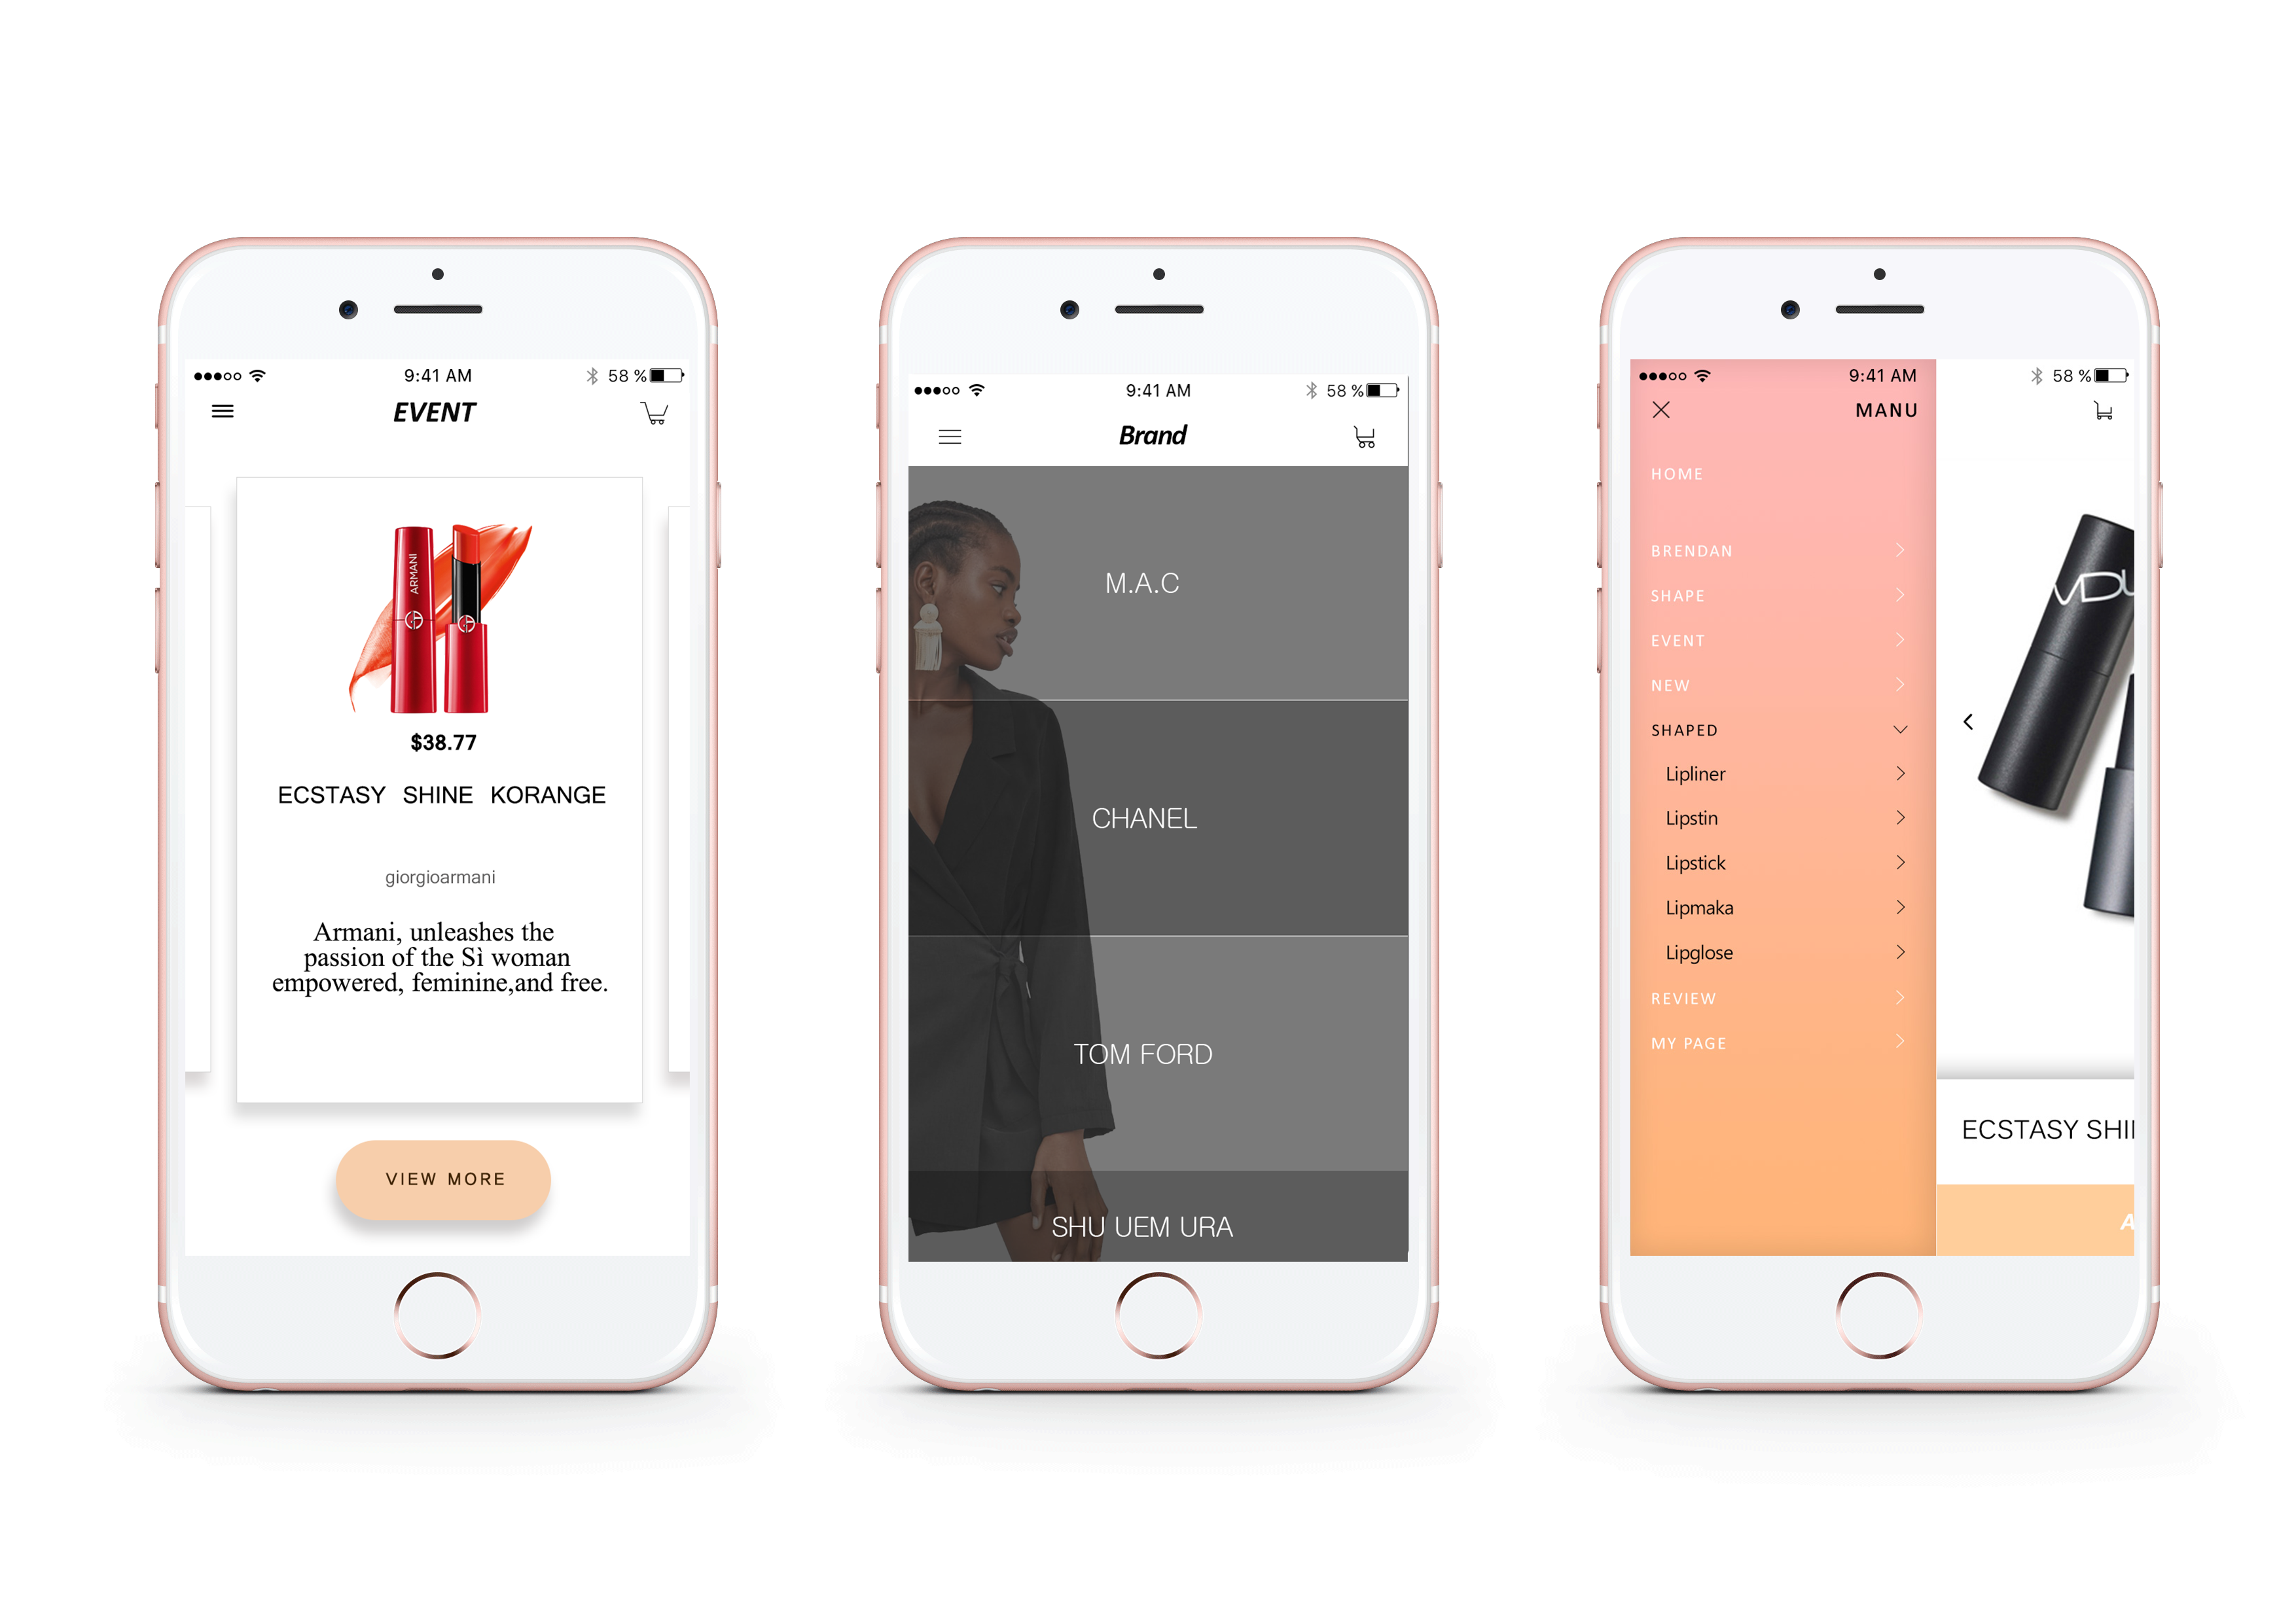 9:41 AM
58 %
EVENT
ARMANI
$38.77
ECSTASY SHINE KORANGE
giorgioarmani
Armani, unleashes the
passion of the Sì woman
empowered, feminine,and free.
VIEW MORE
9:41 AM
58 %
Brand
M.A.C
CHANEL
TOM FORD
SHU UEM URA
9:41 AM
58 %
MANU
HOME
BRENDAN
SHAPE
EVENT
NEW
SHAPED
Lipliner
Lipstin
Lipstick
Lipmaka
Lipglose
REVIEW
MY PAGE
ECSTASY
A